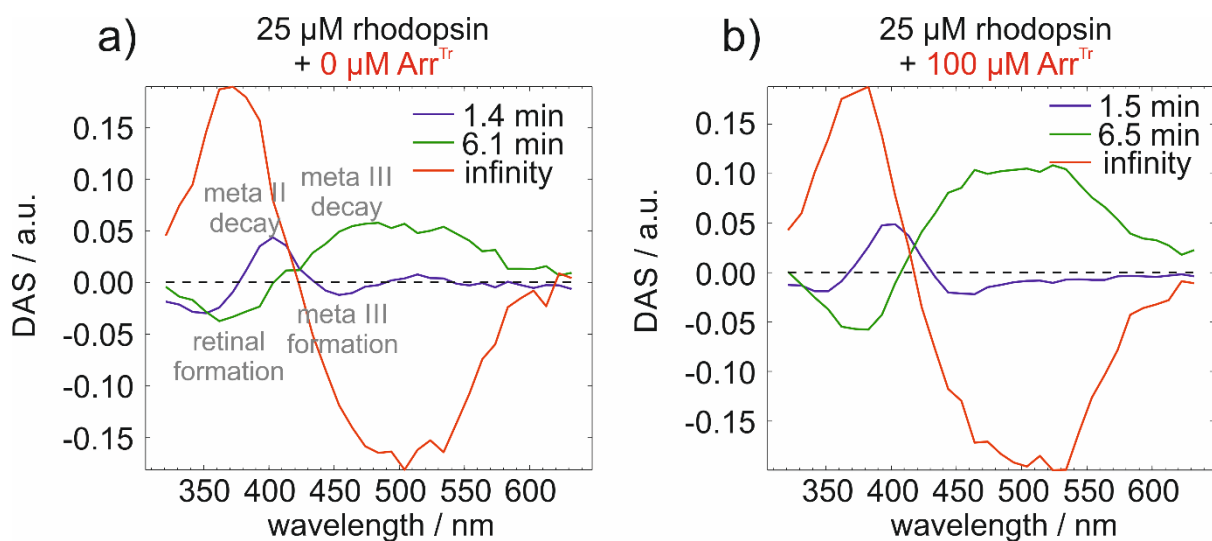 a)
25 µM rhodopsin
+ 0 µM Arr^Tr
DAS / a.u.
0.15
0.10
0.05
0.00
-0.05
-0.10
-0.15
1.4 min
6.1 min
infinity
meta II
decay
meta III
decay
retinal
formation
meta III
formation
350 400 450 500 550 600
wavelength / nm
b)
25 µM rhodopsin
+ 100 µM Arr^Tr
DAS / a.u.
0.15
0.10
0.05
0.00
-0.05
-0.10
-0.15
1.5 min
6.5 min
infinity
350 400 450 500 550 600
wavelength / nm